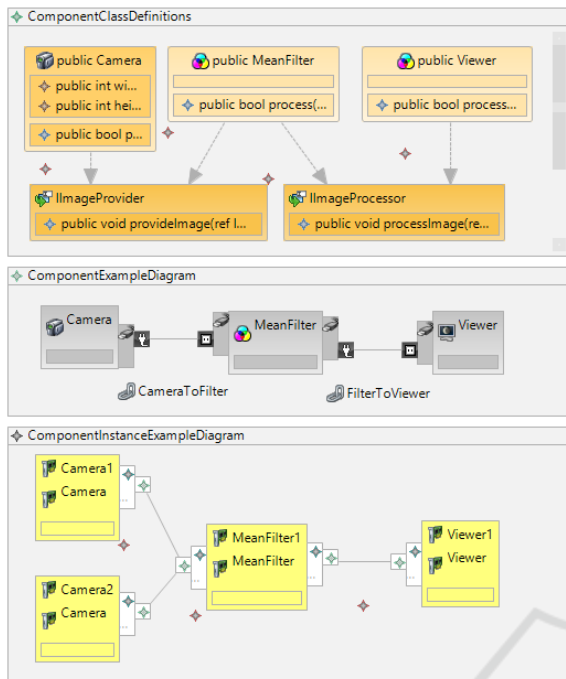 ComponentClassDefinitions
public Camera
public MeanFilter
public Viewer
public int wi...
public int hei...
public bool p...
public bool process(...
public bool process...
IImageProvider
IImageProcessor
public void provideImage(ref I...
public void processImage(re...
ComponentExampleDiagram
Camera
MeanFilter
Viewer
CameraToFilter
FilterToViewer
ComponentInstanceExampleDiagram
Camera1
Camera
MeanFilter1
MeanFilter
Viewer1
Viewer
Camera2
Camera